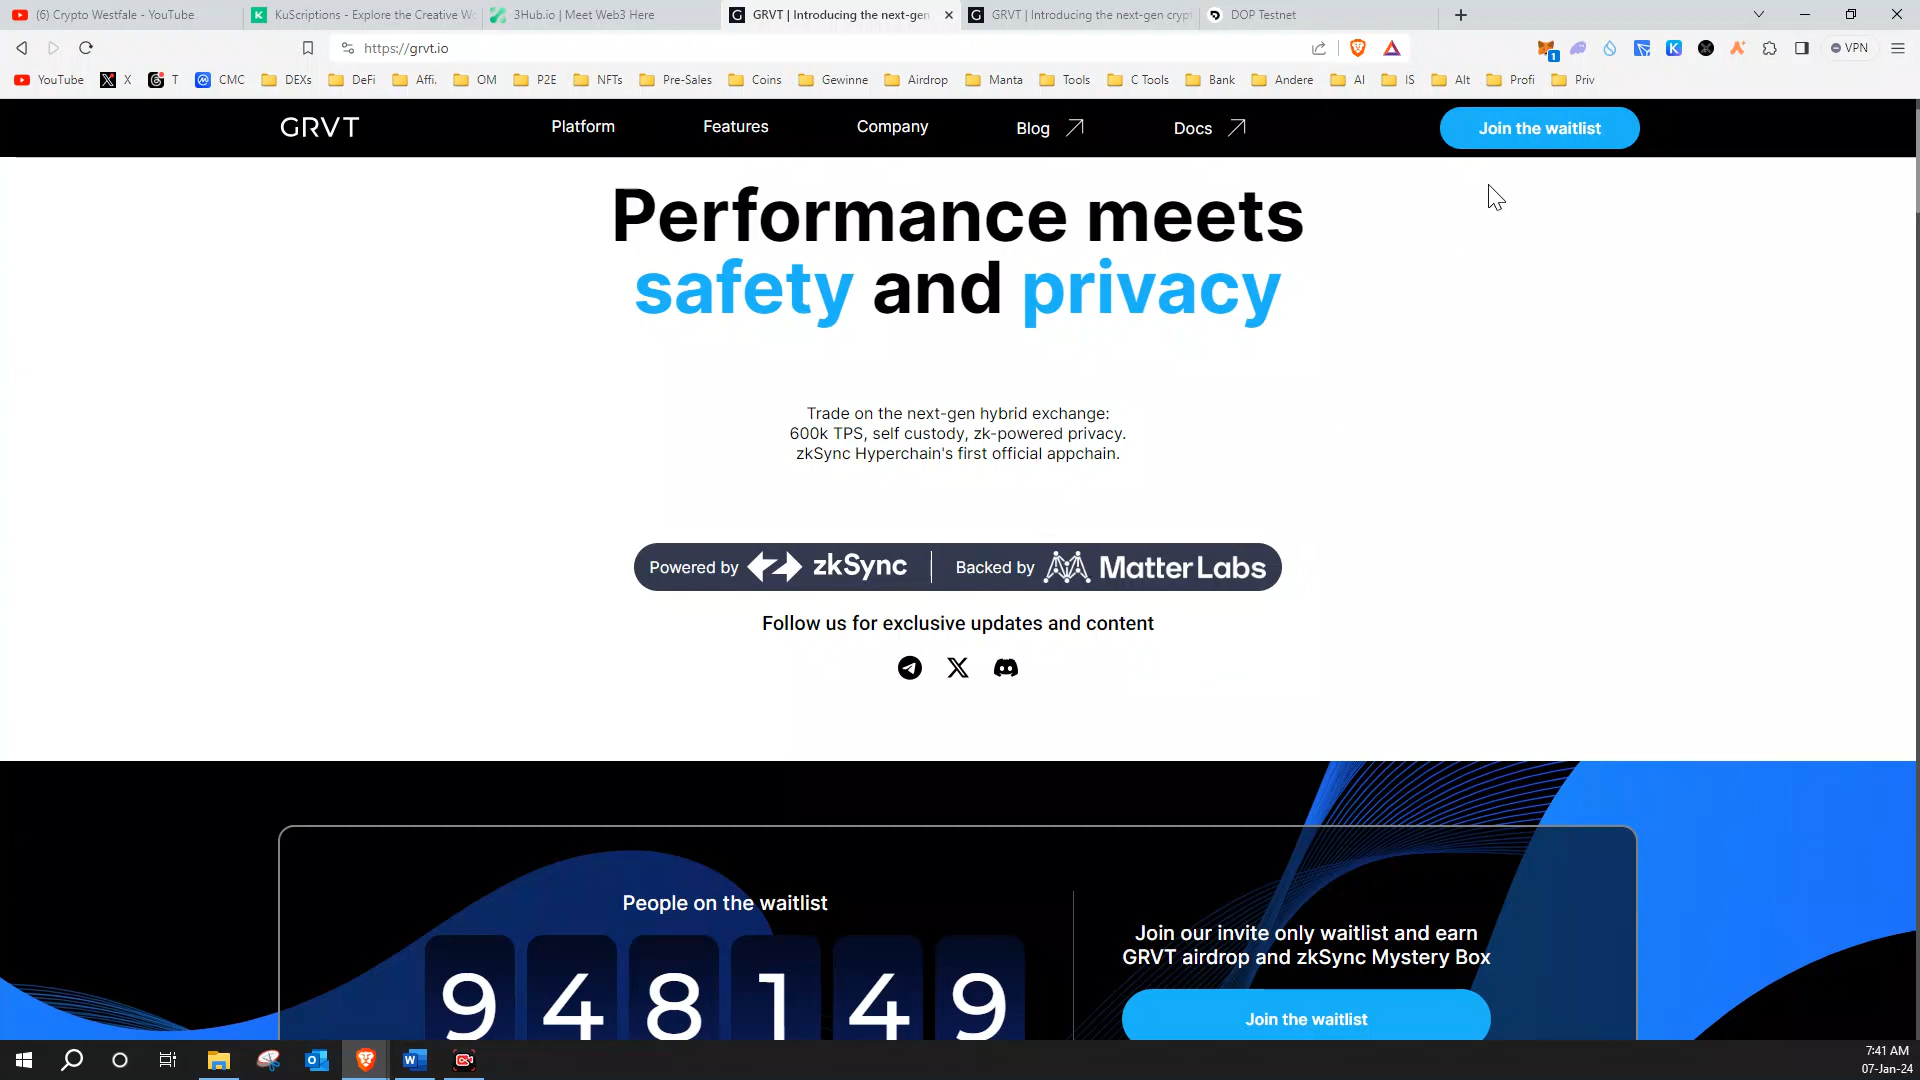 (6) Crypto Westfale - YouTube
KuScriptions - Explore the Creative Wo
3Hub.io | Meet Web3 Here
GRVT | Introducing the next-gen
GRVT | Introducing the next-gen crypt
DOP Testnet
https://grvt.io
1
VPN
YouTube
X
T
CMC
DEXs
DeFi
Affi.
OM
P2E
NFTs
Pre-Sales
Coins
Gewinne
Airdrop
Manta
Tools
C Tools
Bank
Andere
AI
IS
Alt
Profi
Priv
GRVT
Platform
Features
Company
Blog
Docs
Join the waitlist
Performance meets
safety and privacy
Trade on the next-gen hybrid exchange:
600k TPS, self custody, zk-powered privacy.
zkSync Hyperchain's first official appchain.
Powered by zkSync | Backed by Matter Labs
Follow us for exclusive updates and content
People on the waitlist
948149
Join our invite only waitlist and earn
GRVT airdrop and zkSync Mystery Box
Join the waitlist
7:41 AM
07-Jan-24